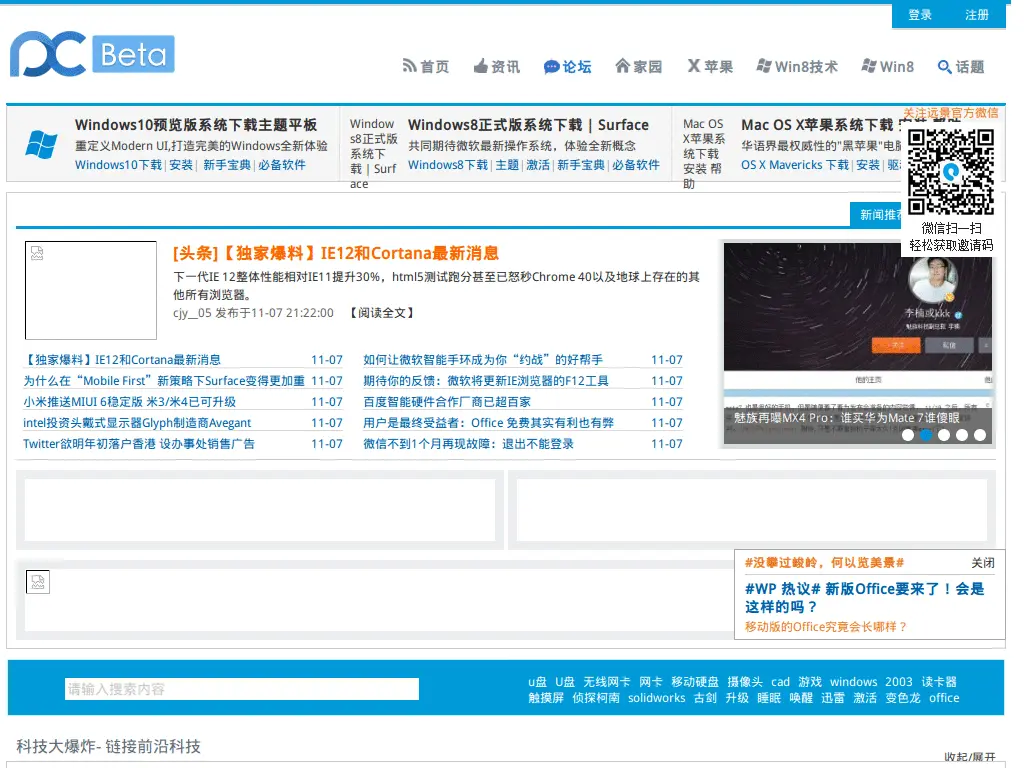 登录 注册
PC Beta
首页 资讯 论坛 家园 X 苹果 Win8技术 Win8 话题
关注远景官方微信
Windows10预览版系统下载主题平板
重定义Modern UI,打造完美的Windows全新体验
Windows10下载 | 安装 | 新手宝典 | 必备软件
Window
s8正式版
系统下
载 | Surf
ace
Windows8正式版系统下载 | Surface
共同期待微软最新操作系统，体验全新概念
Windows8下载 | 主题 | 激活 | 新手宝典 | 必备软件
Mac OS
X苹果系
统下载
安装 帮
助
Mac OS X苹果系统下载
华语界最权威性的"黑苹果"电脑
OS X Mavericks 下载 | 安装 |
微信扫一扫
轻松获取邀请码
新闻推荐
[头条]【独家爆料】IE12和Cortana最新消息
下一代IE 12整体性能相对IE11提升30%，html5测试跑分甚至已怒秒Chrome 40以及地球上存在的其
他所有浏览器。
cjy__05 发布于11-07 21:22:00 【阅读全文】
【独家爆料】IE12和Cortana最新消息 11-07
为什么在“Mobile First”新策略下Surface变得更加重 11-07
小米推送MIUI 6稳定版 米3/米4已可升级 11-07
intel投资头戴式显示器Glyph制造商Avegant 11-07
Twitter欲明年初落户香港 设办事处销售广告 11-07
如何让微软智能手环成为你“约战”的好帮手 11-07
期待你的反馈：微软将更新IE浏览器的F12工具 11-07
百度智能硬件合作厂商已超百家 11-07
用户是最终受益者：Office 免费其实有利也有弊 11-07
微信不到1个月再现故障：退出不能登录 11-07
李楠或kkk
魅族科技副总裁 李楠
关注 私信
他的主页
魅族再曝MX4 Pro：谁买华为Mate 7谁傻眼
#没攀过峻岭，何以览美景# 关闭
#WP 热议# 新版Office要来了！会是
这样的吗？
移动版的Office究竟会长哪样？
请输入搜索内容
u盘 U盘 无线网卡 网卡 移动硬盘 摄像头 cad 游戏 windows 2003 读卡器
触摸屏 侦探柯南 solidworks 古剑 升级 睡眠 唤醒 迅雷 激活 变色龙 office
科技大爆炸- 链接前沿科技
收起/展开